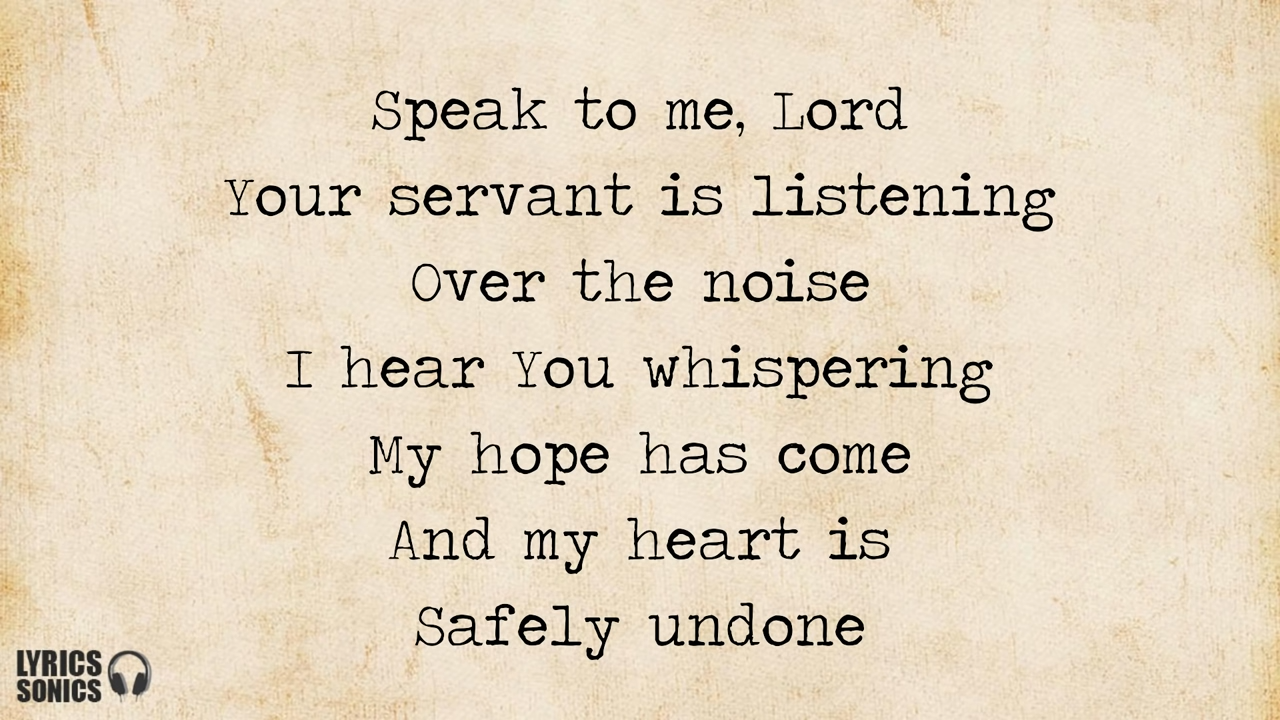 Speak to me, Lord
Your servant is listening
Over the noise
I hear You whispering
My hope has come
And my heart is
Safely undone
LYRICS
SONICS